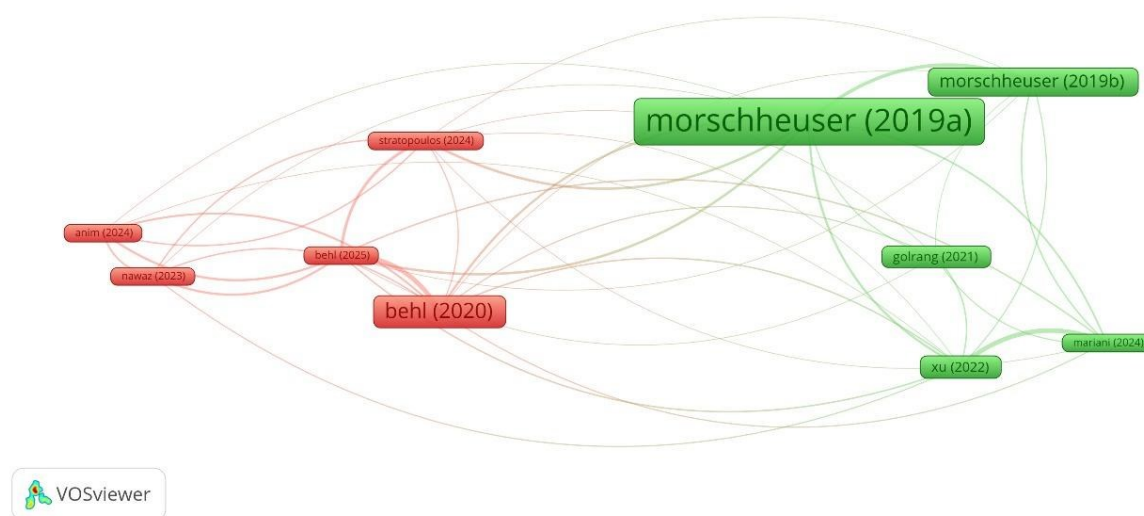 morschheuser (2019b)
morschheuser (2019a)
stratopoulos (2024)
anim (2024)
behl (2025)
golrang (2021)
nawaz (2023)
behl (2020)
mariani (2024)
xu (2022)
VOSviewer